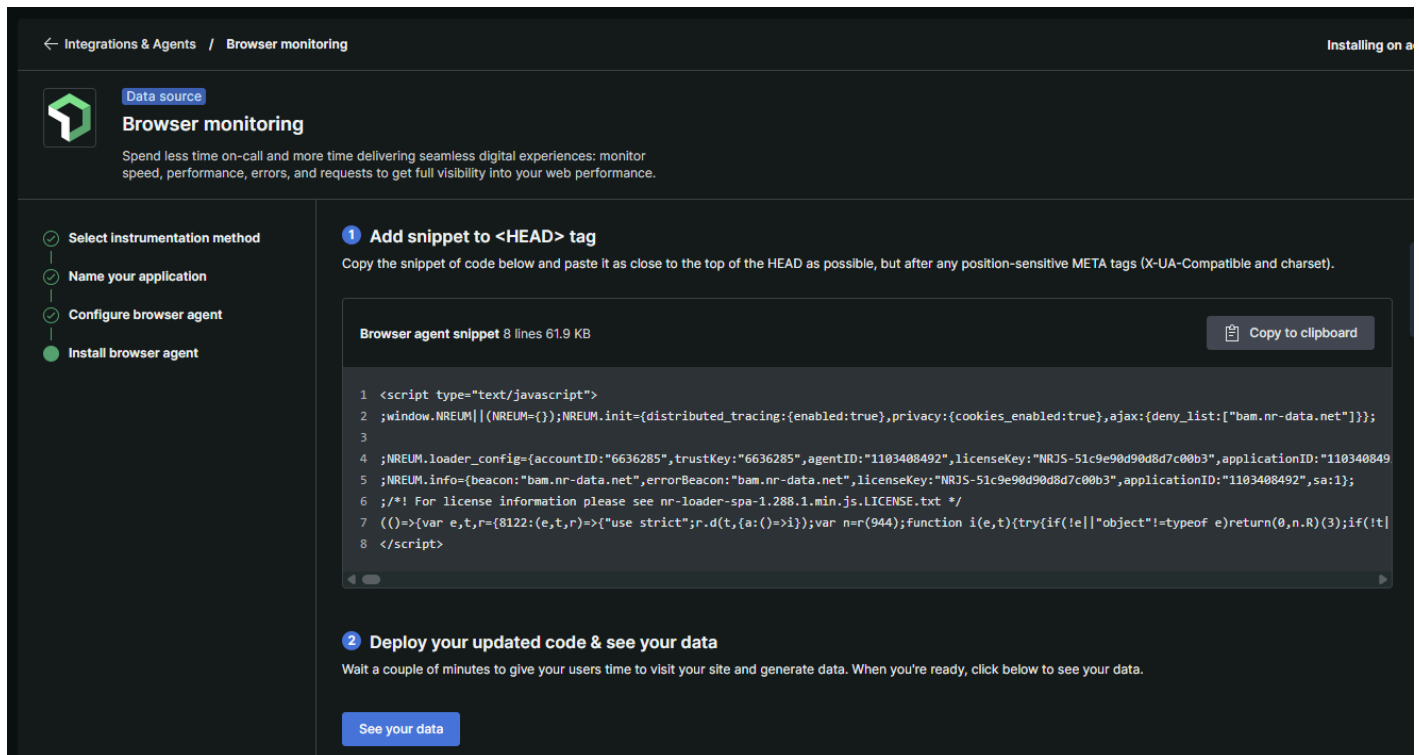 Integrations & Agents / Browser monitoring
Installing on a
Data source
Browser monitoring
Spend less time on-call and more time delivering seamless digital experiences: monitor
speed, performance, errors, and requests to get full visibility into your web performance.
Select instrumentation method
Name your application
Configure browser agent
Install browser agent
1 Add snippet to <HEAD> tag
Copy the snippet of code below and paste it as close to the top of the HEAD as possible, but after any position-sensitive META tags (X-UA-Compatible and charset).
Browser agent snippet 8 lines 61.9 KB
Copy to clipboard
1 <script type="text/javascript">
2 ;window.NREUM||(NREUM={});NREUM.init={distributed_tracing:{enabled:true},privacy:{cookies_enabled:true},ajax:{deny_list:["bam.nr-data.net"]}};
3
4 ;NREUM.loader_config={accountID:"6636285",trustKey:"6636285",agentID:"1103408492",licenseKey:"NRJS-51c9e90d90d8d7c00b3",applicationID:"110340849
5 ;NREUM.info={beacon:"bam.nr-data.net",errorBeacon:"bam.nr-data.net",licenseKey:"NRJS-51c9e90d90d8d7c00b3",applicationID:"1103408492",sa:1};
6 ;/*! For license information please see nr-loader-spa-1.288.1.min.js.LICENSE.txt */
7 (()=>{var e,t,r={8122:(e,t,r)=>{"use strict";r.d(t,{a:()=>i});var n=r(944);function i(e,t){try{if(!e||"object"!=typeof e)return(0,n.R)(3);if(!t|
8 </script>
2 Deploy your updated code & see your data
Wait a couple of minutes to give your users time to visit your site and generate data. When you're ready, click below to see your data.
See your data